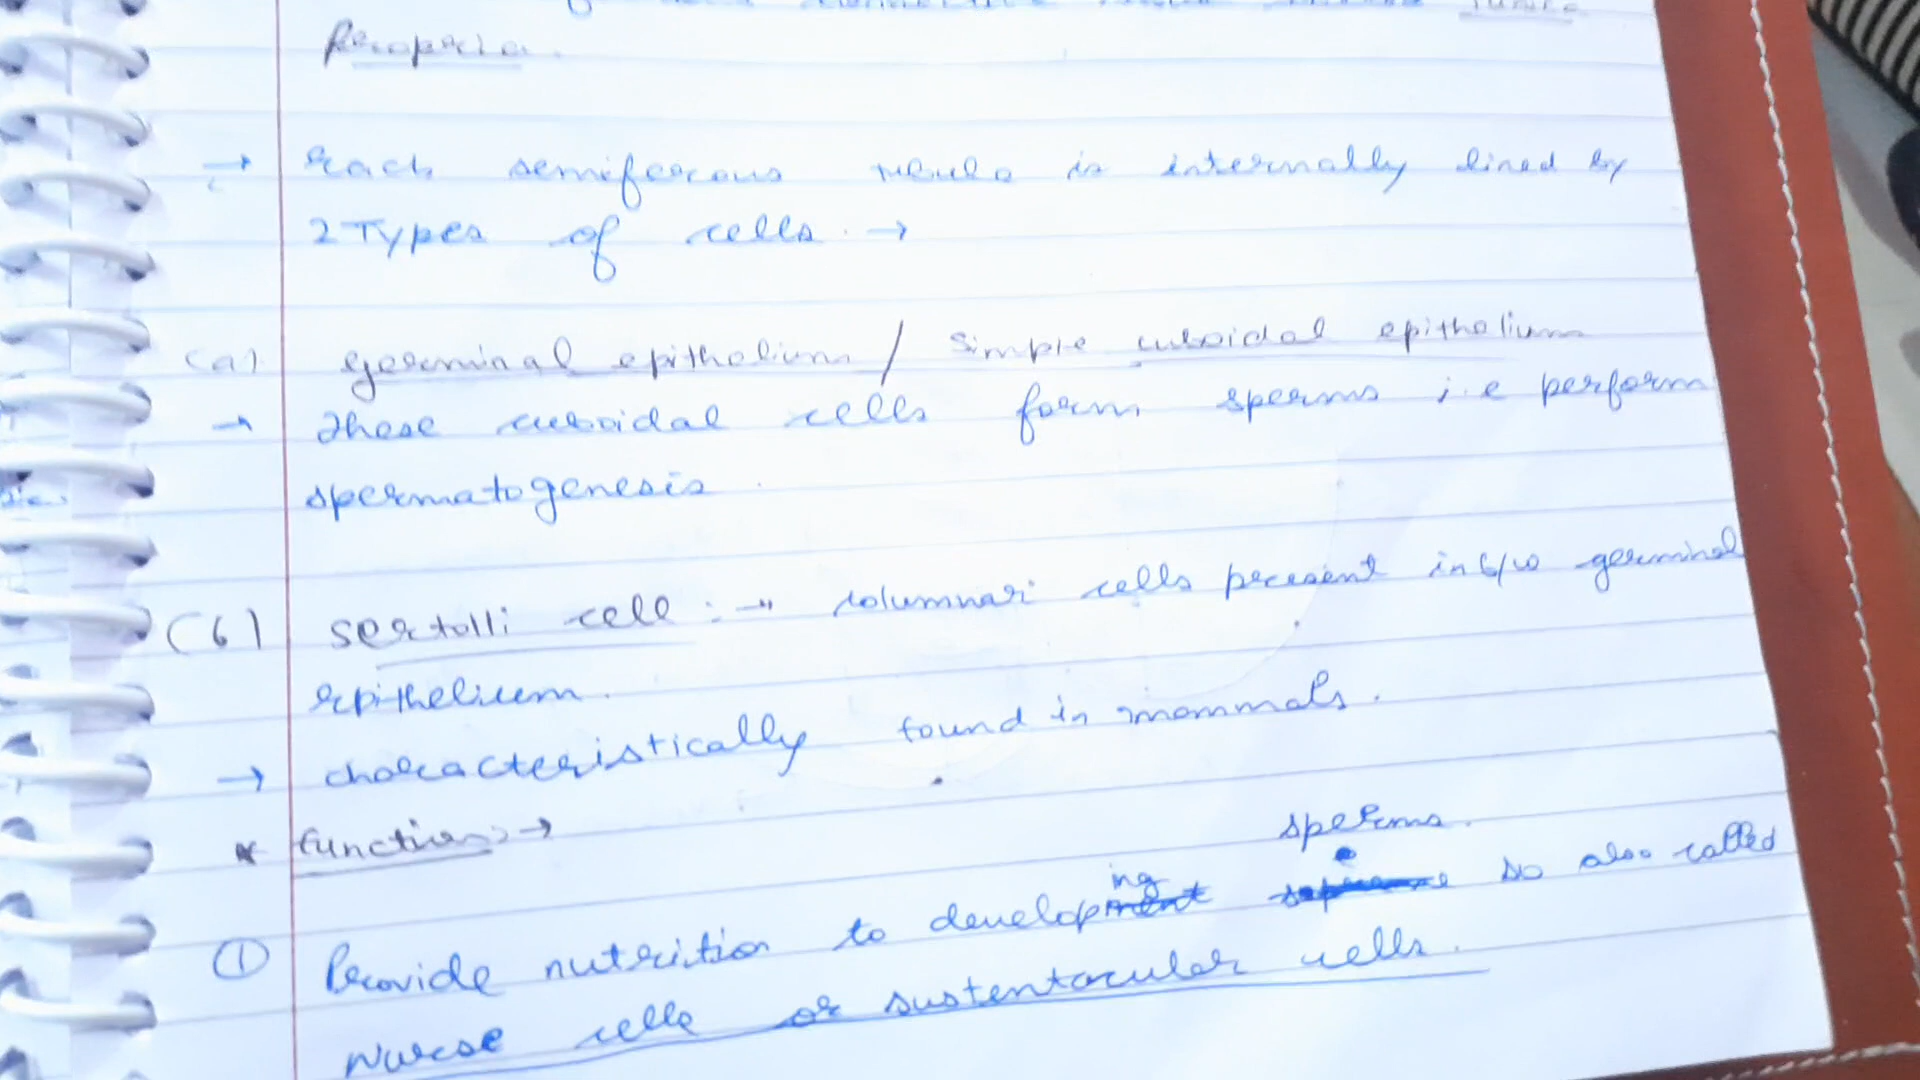 Propria.
→ Each semiferous tubule is internally lined by
2 Types of cells. →
(a). germinal epithelium / simple cuboidal epithelium
→ These cuboidal cells form sperms i.e perform
spermatogenesis.
(b) Sertolli cell :→ columnar cells present in b/w germinal
epithelium.
→ characteristically found in mammals.
* function:→
① Provide nutrition to developing sperms. so also called
Nurse cells or sustentacular cells.